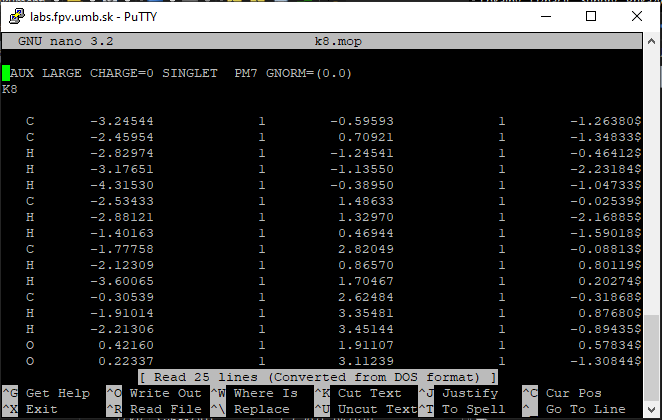 labs.fpv.umb.sk - PuTTY
GNU nano 3.2 k8.mop
AUX LARGE CHARGE=0 SINGLET PM7 GNORM=(0.0)
K8
C -3.24544 1 -0.59593 1 -1.26380$
C -2.45954 1 0.70921 1 -1.34833$
H -2.82974 1 -1.24541 1 -0.46412$
H -3.17651 1 -1.13550 1 -2.23184$
H -4.31530 1 -0.38950 1 -1.04733$
C -2.53433 1 1.48633 1 -0.02539$
H -2.88121 1 1.32970 1 -2.16885$
H -1.40163 1 0.46944 1 -1.59018$
C -1.77758 1 2.82049 1 -0.08813$
H -2.12309 1 0.86570 1 0.80119$
H -3.60065 1 1.70467 1 0.20274$
C -0.30539 1 2.62484 1 -0.31868$
H -1.91014 1 3.35481 1 0.87680$
H -2.21306 1 3.45144 1 -0.89435$
O 0.42160 1 1.91107 1 0.57834$
O 0.22337 1 3.11239 1 -1.30844$
[ Read 25 lines (Converted from DOS format) ]
^G Get Help ^O Write Out ^W Where Is ^K Cut Text ^J Justify ^C Cur Pos
^X Exit ^R Read File ^\ Replace ^U Uncut Text ^T To Spell ^_ Go To Line